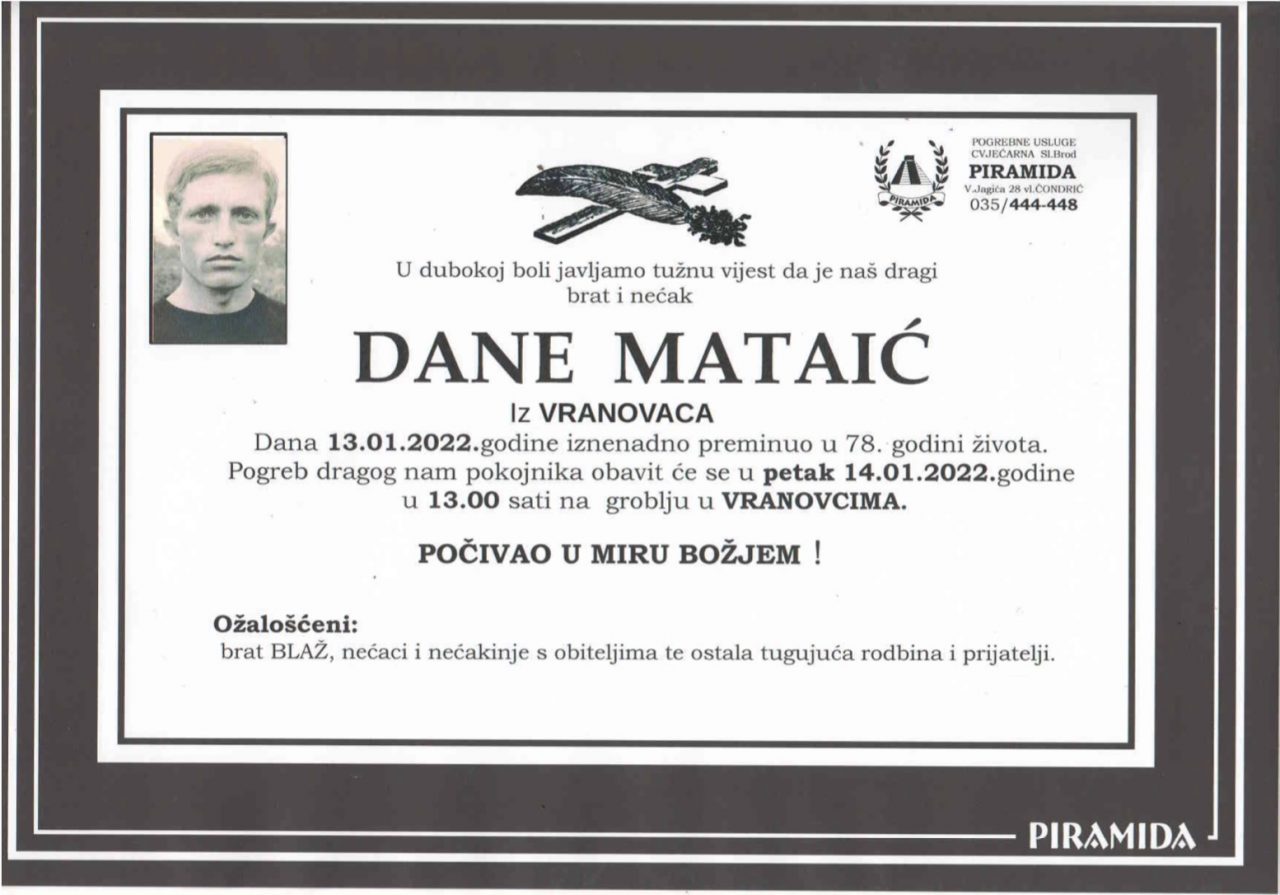 POGREBNE USLUGE
CVJEĆARNA Sl.Brod
PIRAMIDA
V.Jagića 28 vl.ČONDRIĆ
035/444-448
PIRAMIDA
U dubokoj boli javljamo tužnu vijest da je naš dragi
brat i nećak
DANE MATAIĆ
Iz VRANOVACA
Dana 13.01.2022.godine iznenadno preminuo u 78. godini života.
Pogreb dragog nam pokojnika obavit će se u petak 14.01.2022.godine
u 13.00 sati na groblju u VRANOVCIMA.
POČIVAO U MIRU BOŽJEM !
Ožalošćeni:
brat BLAŽ, nećaci i nećakinje s obiteljima te ostala tugujuća rodbina i prijatelji.
PIRAMIDA